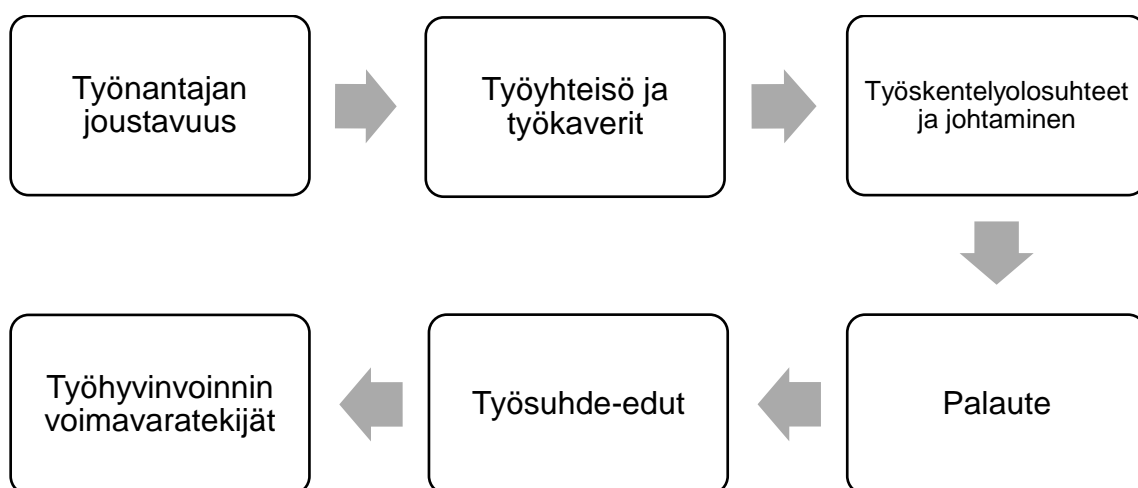 Työnantajan
joustavuus
Työyhteisö ja
työkaverit
Työskentelyolosuhteet
ja johtaminen
Palaute
Työsuhde-edut
Työhyvinvoinnin
voimavaratekijät